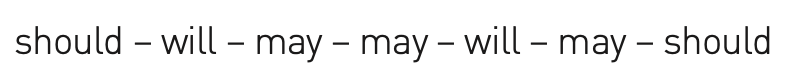 should – will – may – may – will – may – should